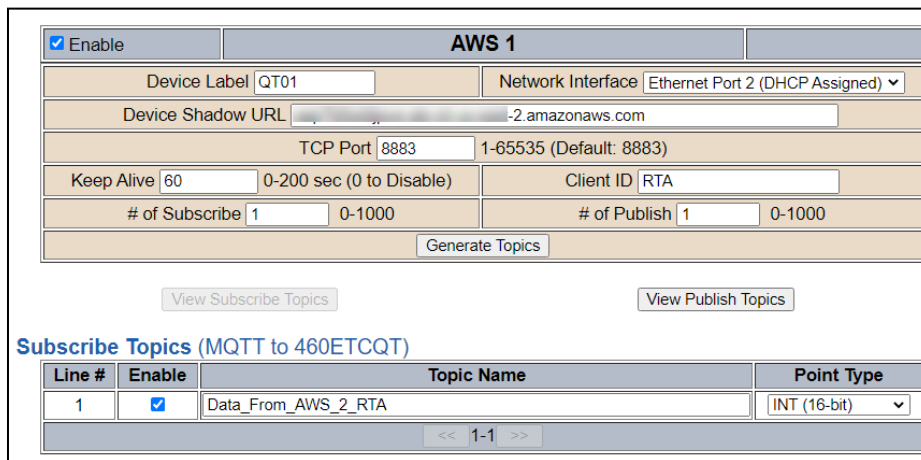 Enable AWS 1
Device Label QT01 Network Interface Ethernet Port 2 (DHCP Assigned)
Device Shadow URL -2.amazonaws.com
TCP Port 8883 1-65535 (Default: 8883)
Keep Alive 60 0-200 sec (0 to Disable) Client ID RTA
# of Subscribe 1 0-1000 # of Publish 1 0-1000
Generate Topics
View Subscribe Topics View Publish Topics
Subscribe Topics (MQTT to 460ETCQT)
Line # Enable Topic Name Point Type
1 Data_From_AWS_2_RTA INT (16-bit)
<< 1-1 >>